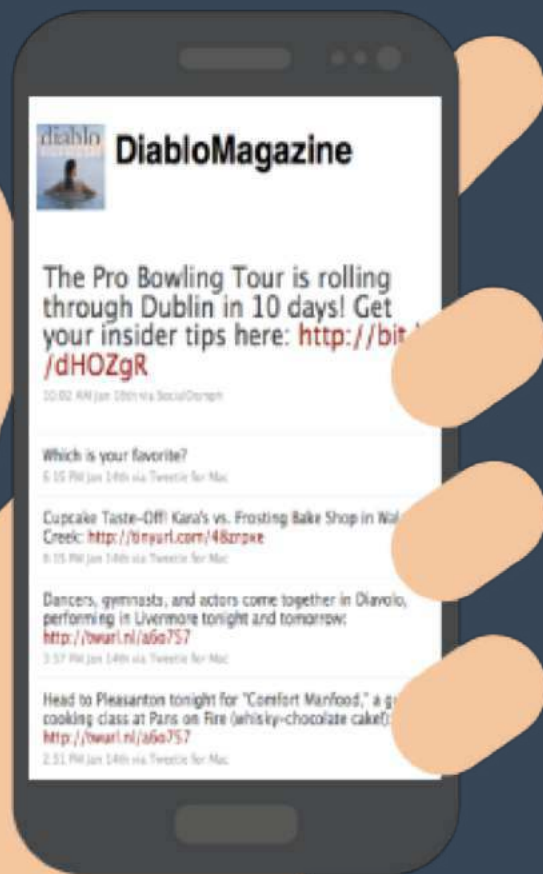 diablo
DiabloMagazine
The Pro Bowling Tour is rolling
through Dublin in 10 days! Get
your insider tips here: http://bit.
/dHOZgR
10:02 AM Jan 18th via SocialOomph
Which is your favorite?
6:15 PM Jan 14th via Tweetie for Mac
Cupcake Taste-Off! Kara's vs. Frosting Bake Shop in Wal
Creek: http://tinyurl.com/48zrpxe
6:15 PM Jan 14th via Tweetie for Mac
Dancers, gymnasts, and actors come together in Diavolo,
performing in Livermore tonight and tomorrow:
http://twurl.nl/a6o757
3:37 PM Jan 14th via Tweetie for Mac
Head to Pleasanton tonight for "Comfort Manfood," a
cooking class at Pans on Fire (whisky-chocolate cake!):
http://twurl.nl/a6o757
2:31 PM Jan 14th via Tweetie for Mac